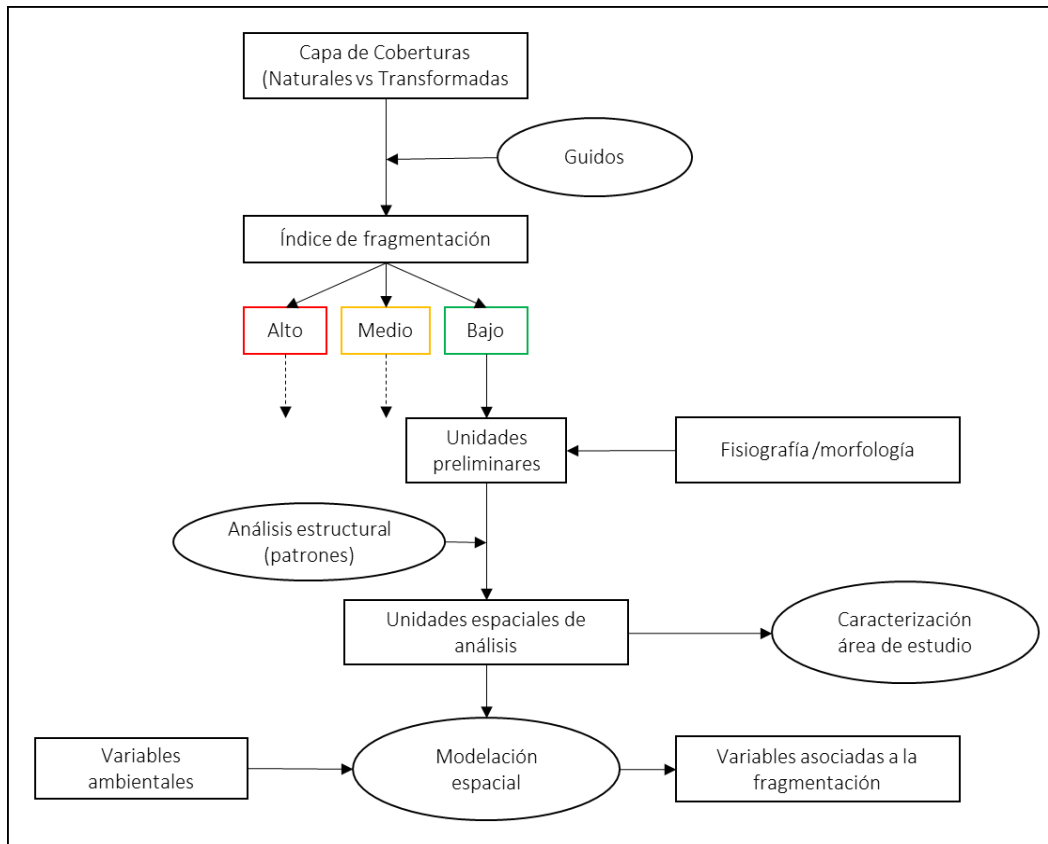 Capa de Coberturas
(Naturales vs Transformadas
Guidos
Índice de fragmentación
Alto
Medio
Bajo
Unidades
preliminares
Fisiografía /morfología
Análisis estructural
(patrones)
Unidades espaciales de
análisis
Caracterización
área de estudio
Variables
ambientales
Modelación
espacial
Variables asociadas a la
fragmentación